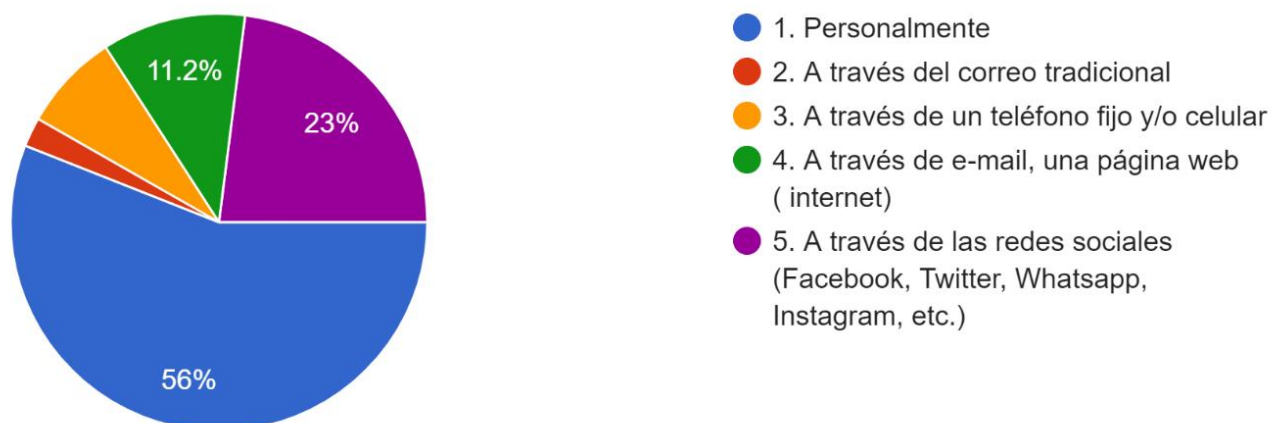 11.2%
23%
56%
1. Personalmente
2. A través del correo tradicional
3. A través de un teléfono fijo y/o celular
4. A través de e-mail, una página web
( internet)
5. A través de las redes sociales
(Facebook, Twitter, Whatsapp,
Instagram, etc.)